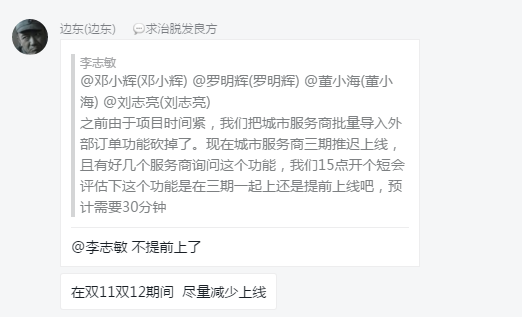 边东(边东) 求治脱发良方
李志敏
@邓小辉(邓小辉) @罗明辉(罗明辉) @董小海(董小
海) @刘志亮(刘志亮)
之前由于项目时间紧，我们把城市服务商批量导入外
部订单功能砍掉了。现在城市服务商三期推迟上线，
且有好几个服务商询问这个功能，我们15点开个短会
评估下这个功能是在三期一起上还是提前上线吧，预
计需要30分钟
@李志敏 不提前上了
在双11双12期间 尽量减少上线